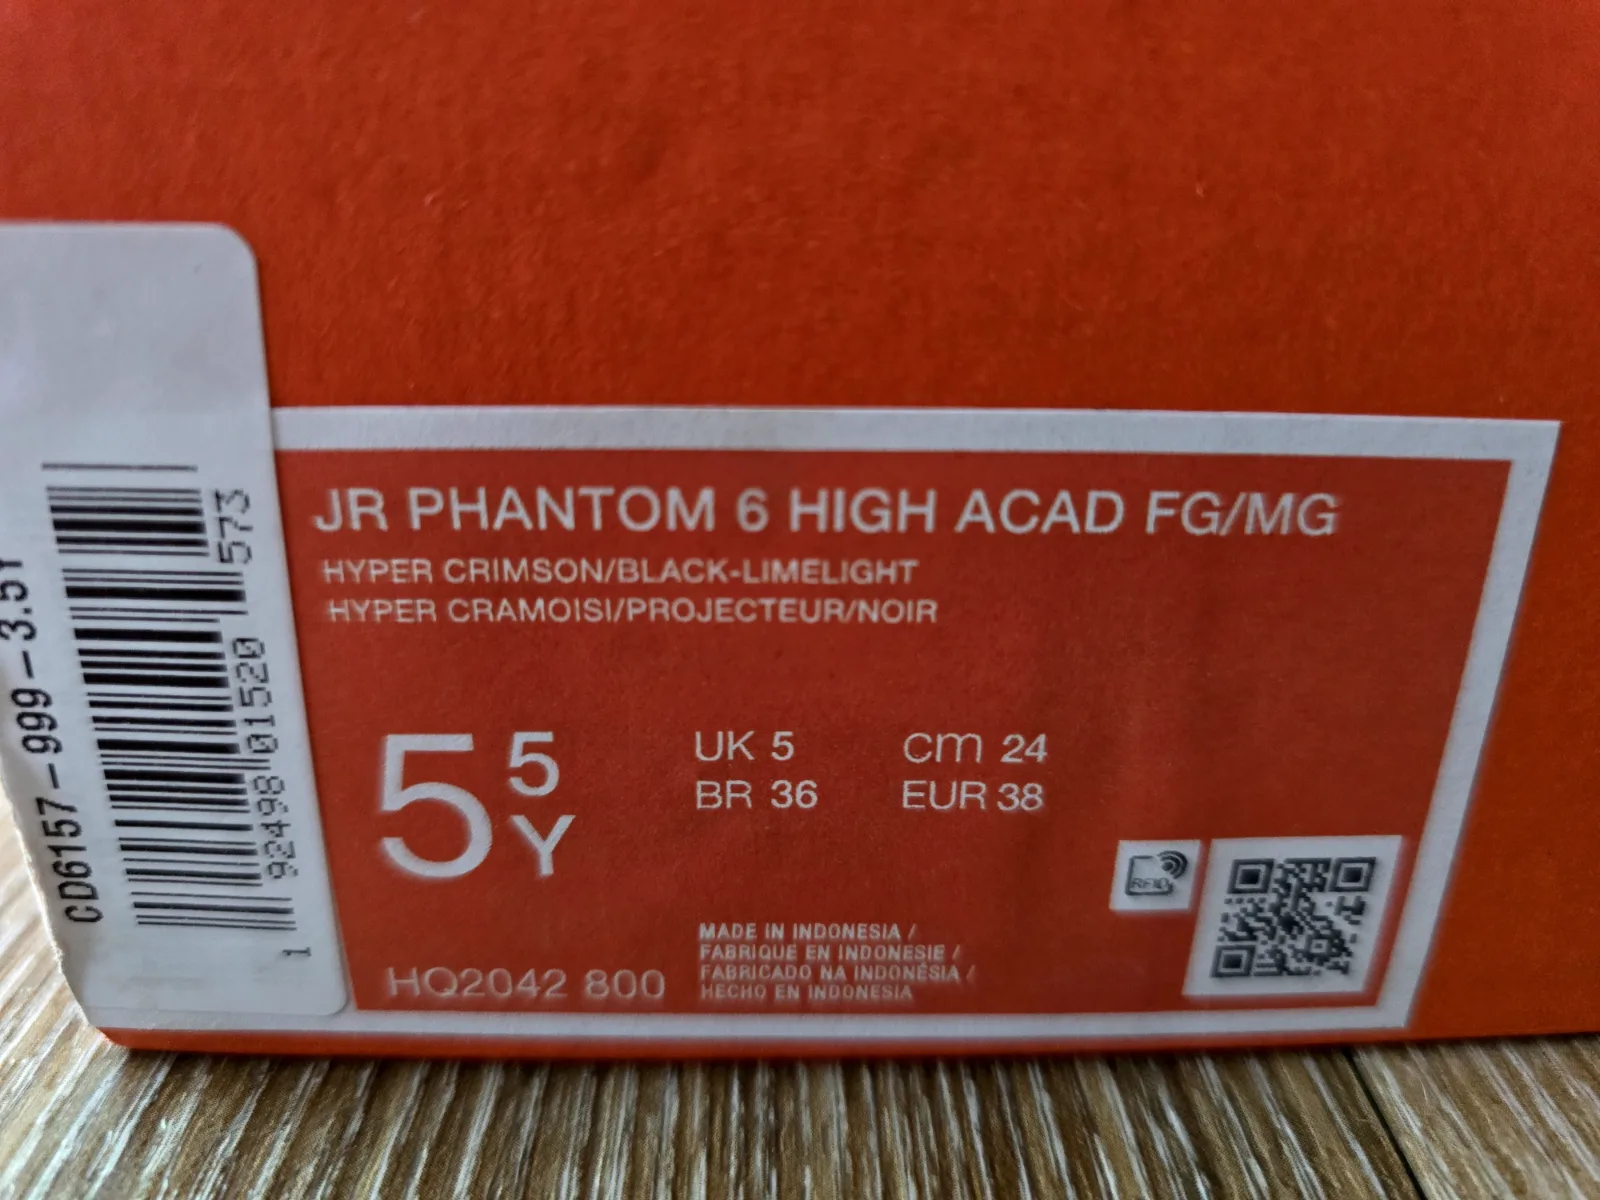 CD6157-999-3.5Y
1 92498 01520 573
JR PHANTOM 6 HIGH ACAD FG/MG
HYPER CRIMSON/BLACK-LIMELIGHT
HYPER CRAMOISI/PROJECTEUR/NOIR
5 5
Y
UK 5 cm 24
BR 36 EUR 38
RFID
HQ2042 800
MADE IN INDONESIA /
FABRIQUE EN INDONESIE /
FABRICADO NA INDONÉSIA /
HECHO EN INDONESIA